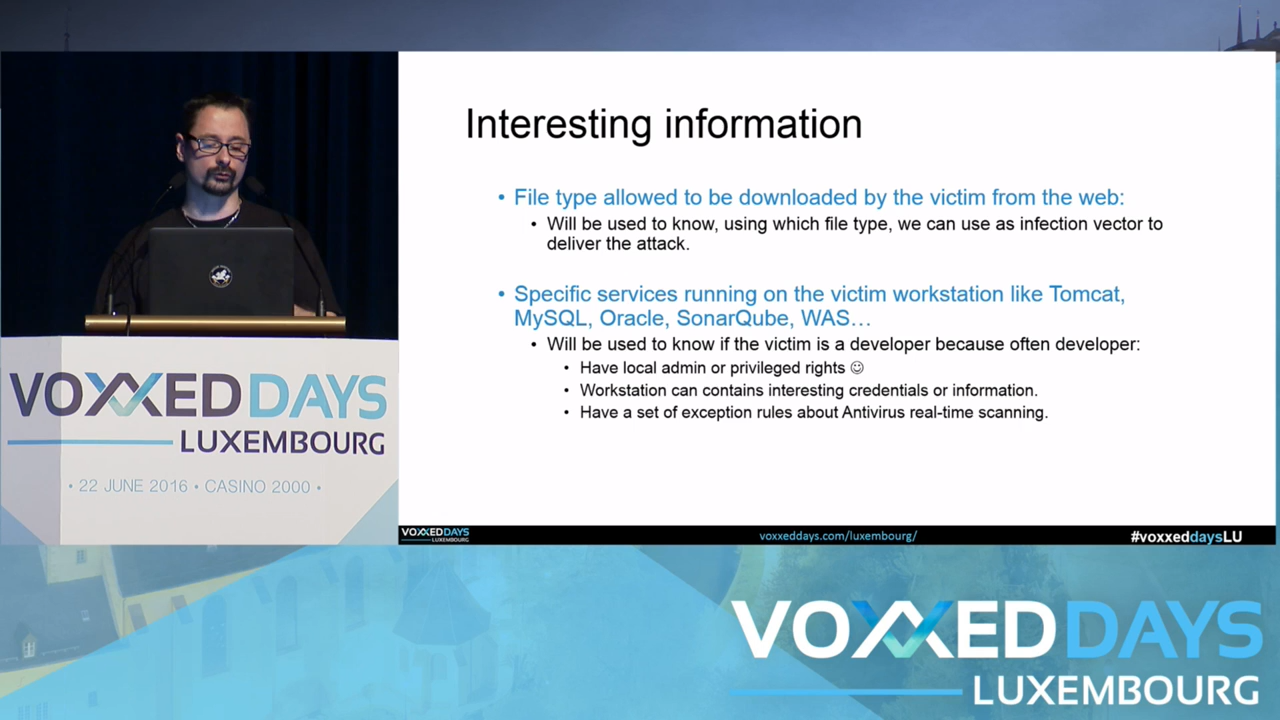 Interesting information
• File type allowed to be downloaded by the victim from the web:
• Will be used to know, using which file type, we can use as infection vector to
deliver the attack.
• Specific services running on the victim workstation like Tomcat,
MySQL, Oracle, SonarQube, WAS…
• Will be used to know if the victim is a developer because often developer:
• Have local admin or privileged rights ☺
• Workstation can contains interesting credentials or information.
• Have a set of exception rules about Antivirus real-time scanning.
VOXXED DAYS
LUXEMBOURG
• 22 JUNE 2016 • CASINO 2000 •
VOXXEDDAYS
LUXEMBOURG
voxxeddays.com/luxembourg/
#voxxeddaysLU
VOXXEDDAYS
LUXEMBOURG